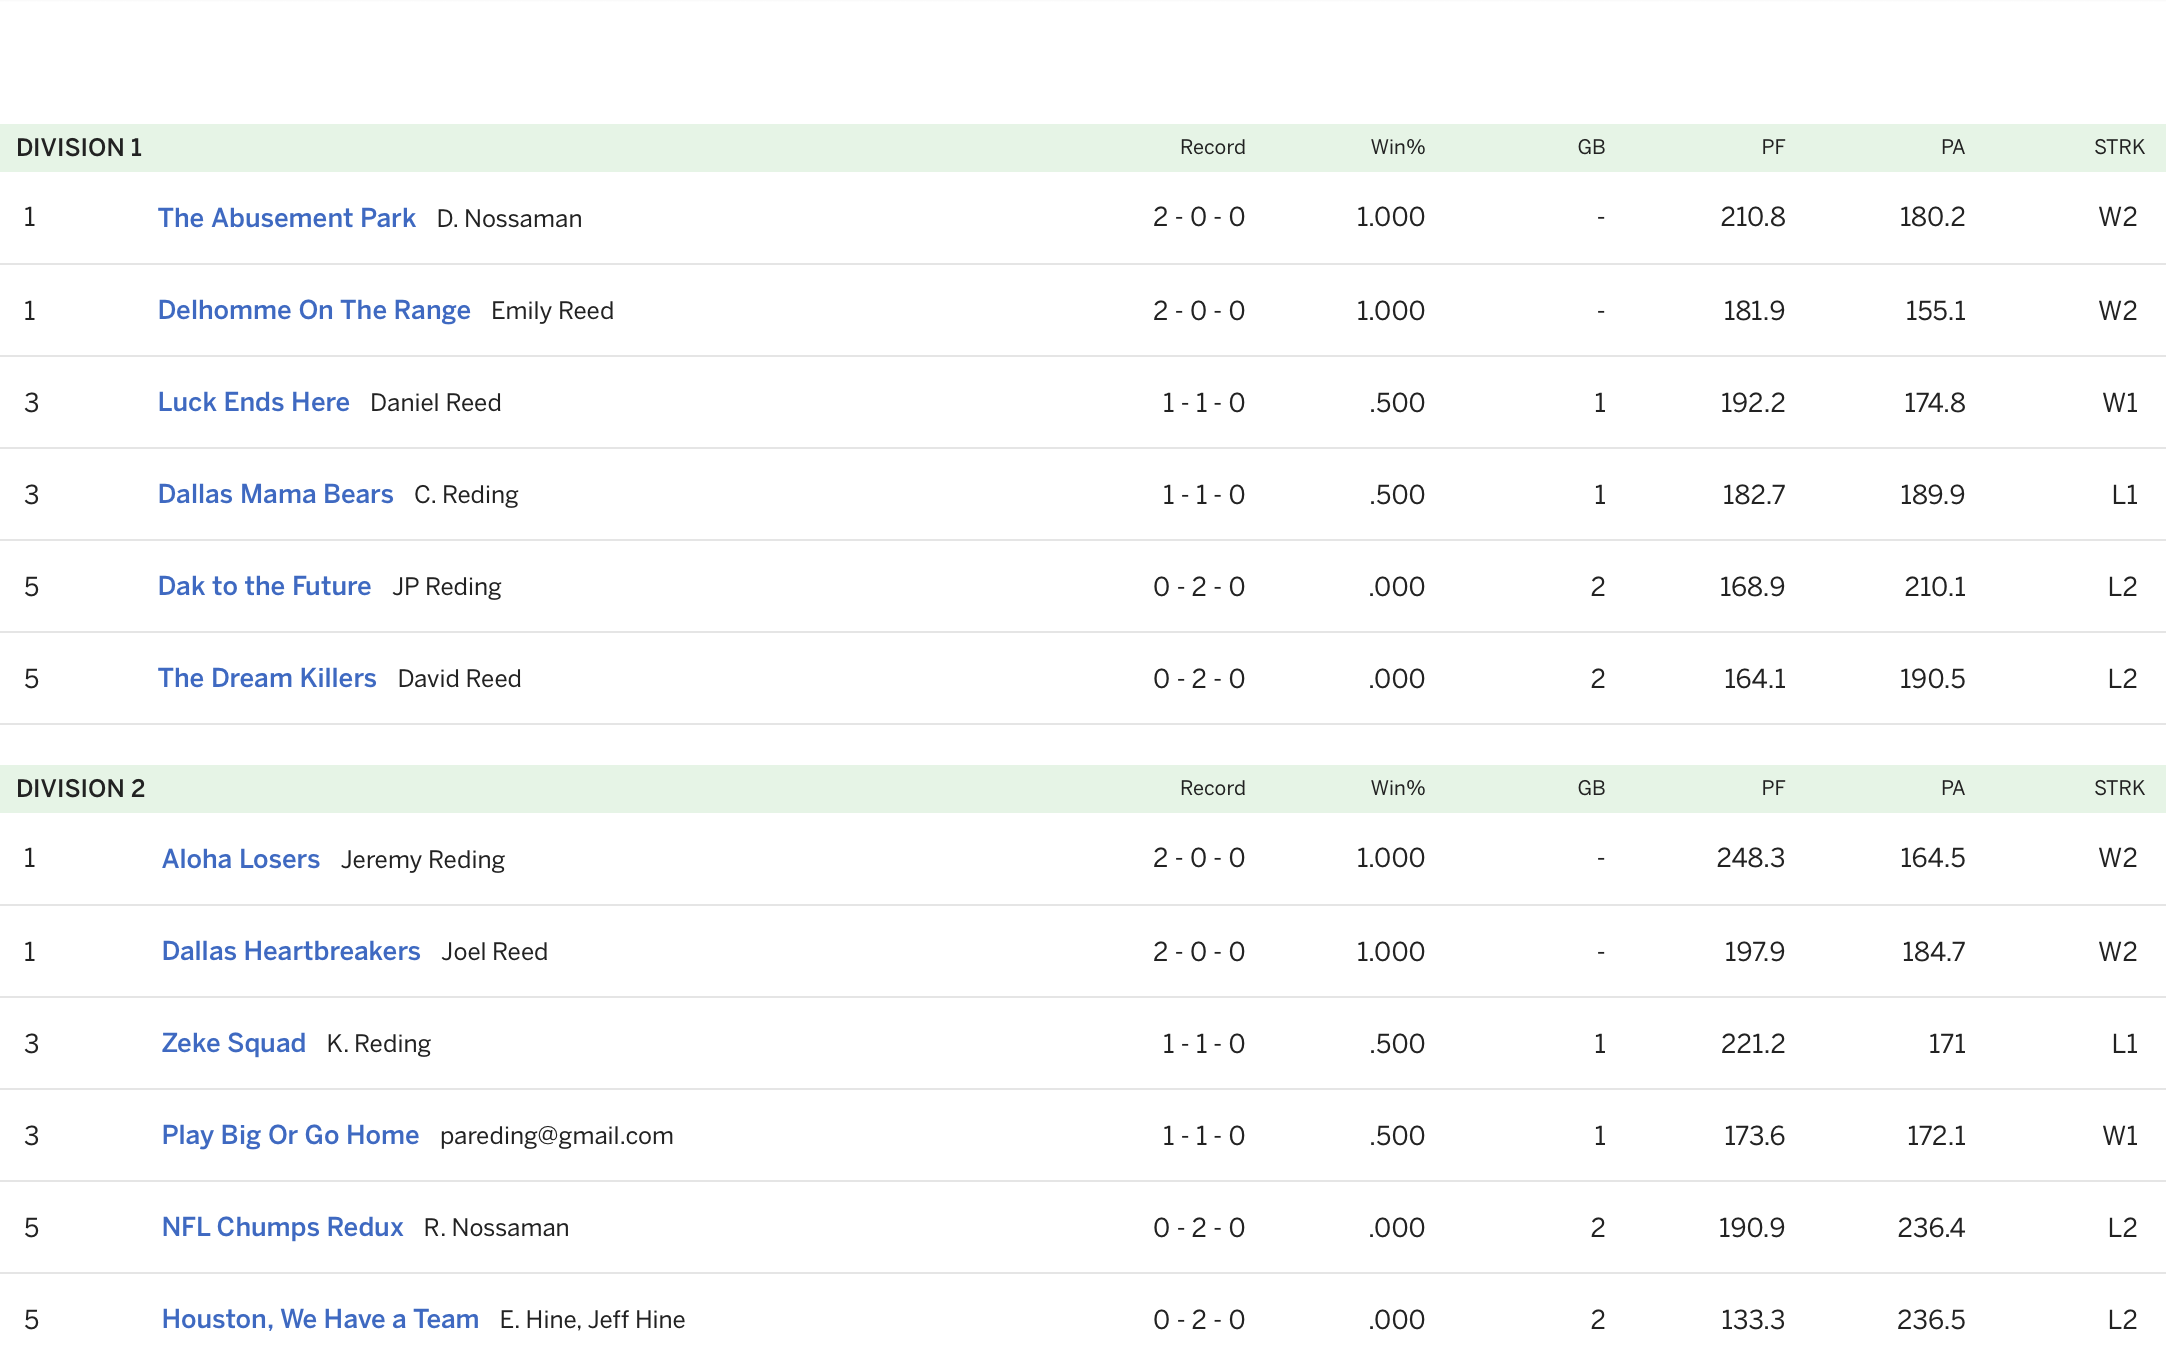 DIVISION 1 Record Win% GB PF PA STRK
1 The Abusement Park D. Nossaman 2 - 0 - 0 1.000 - 210.8 180.2 W2
1 Delhomme On The Range Emily Reed 2 - 0 - 0 1.000 - 181.9 155.1 W2
3 Luck Ends Here Daniel Reed 1 - 1 - 0 .500 1 192.2 174.8 W1
3 Dallas Mama Bears C. Reding 1 - 1 - 0 .500 1 182.7 189.9 L1
5 Dak to the Future JP Reding 0 - 2 - 0 .000 2 168.9 210.1 L2
5 The Dream Killers David Reed 0 - 2 - 0 .000 2 164.1 190.5 L2
DIVISION 2 Record Win% GB PF PA STRK
1 Aloha Losers Jeremy Reding 2 - 0 - 0 1.000 - 248.3 164.5 W2
1 Dallas Heartbreakers Joel Reed 2 - 0 - 0 1.000 - 197.9 184.7 W2
3 Zeke Squad K. Reding 1 - 1 - 0 .500 1 221.2 171 L1
3 Play Big Or Go Home pareding@gmail.com 1 - 1 - 0 .500 1 173.6 172.1 W1
5 NFL Chumps Redux R. Nossaman 0 - 2 - 0 .000 2 190.9 236.4 L2
5 Houston, We Have a Team E. Hine, Jeff Hine 0 - 2 - 0 .000 2 133.3 236.5 L2